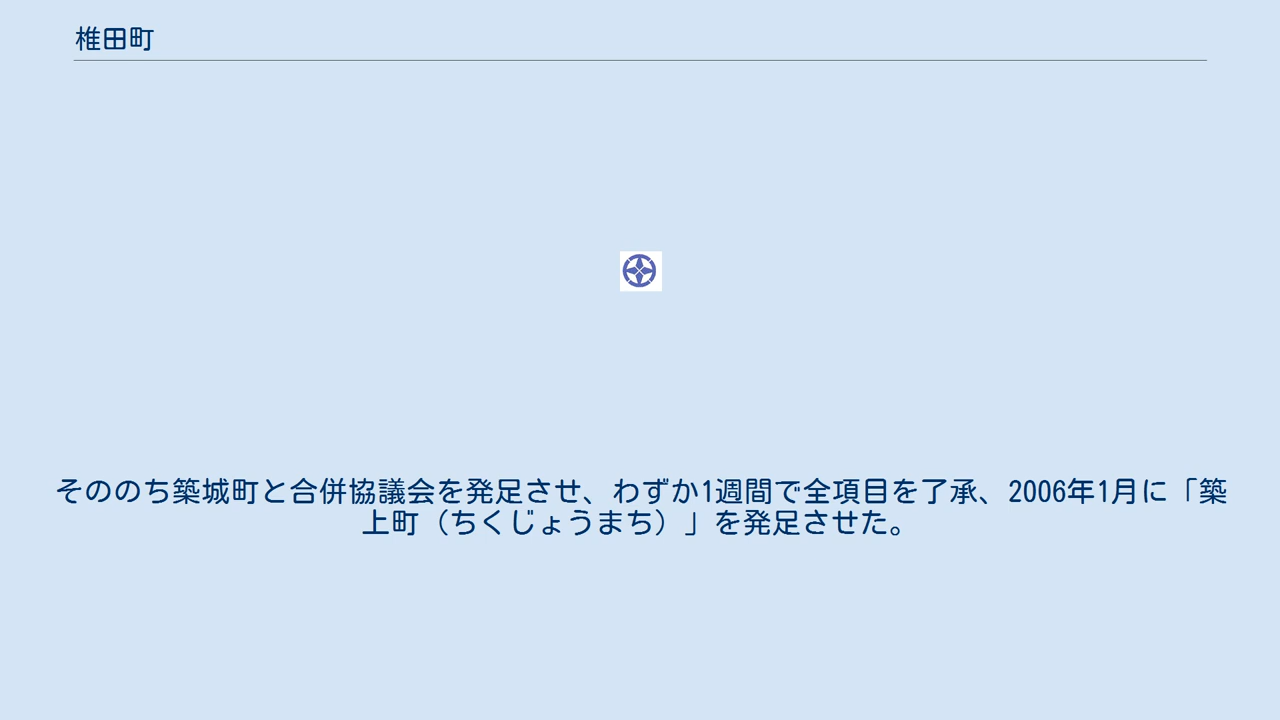 椎田町
そののち築城町と合併協議会を発足させ、わずか1週間で全項目を了承、2006年1月に「築
上町（ちくじょうまち）」を発足させた。